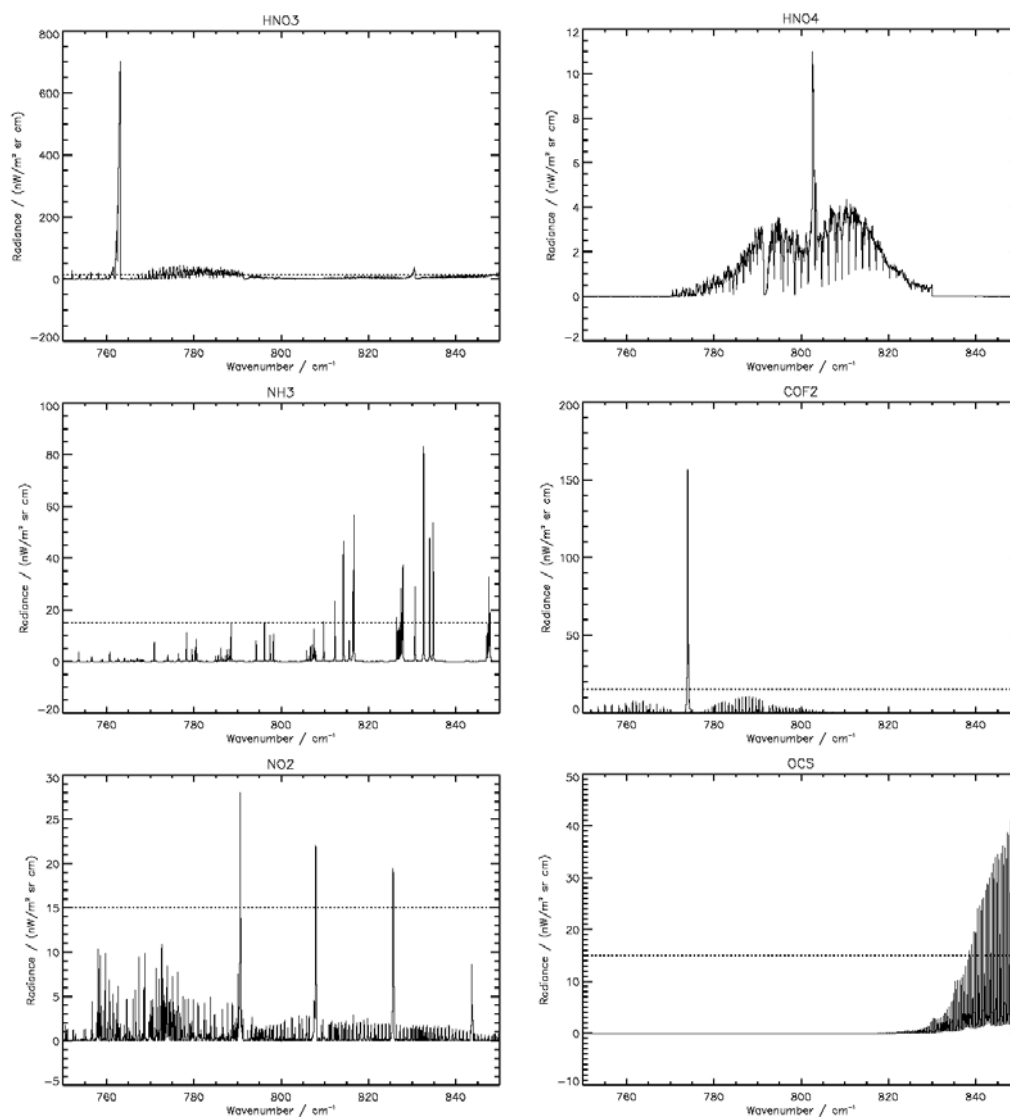 HNO3
800
600
400
200
0
−200
Radiance / (nW/m² sr cm)
760 780 800 820 840
Wavenumber / cm⁻¹
HNO4
12
10
8
6
4
2
0
−2
Radiance / (nW/m² sr cm)
760 780 800 820 840
Wavenumber / cm⁻¹
NH3
100
80
60
40
20
0
−20
Radiance / (nW/m² sr cm)
760 780 800 820 840
Wavenumber / cm⁻¹
COF2
200
150
100
50
0
Radiance / (nW/m² sr cm)
760 780 800 820 840
Wavenumber / cm⁻¹
NO2
30
25
20
15
10
5
0
−5
Radiance / (nW/m² sr cm)
760 780 800 820 840
Wavenumber / cm⁻¹
OCS
50
40
30
20
10
0
−10
Radiance / (nW/m² sr cm)
760 780 800 820 840
Wavenumber / cm⁻¹